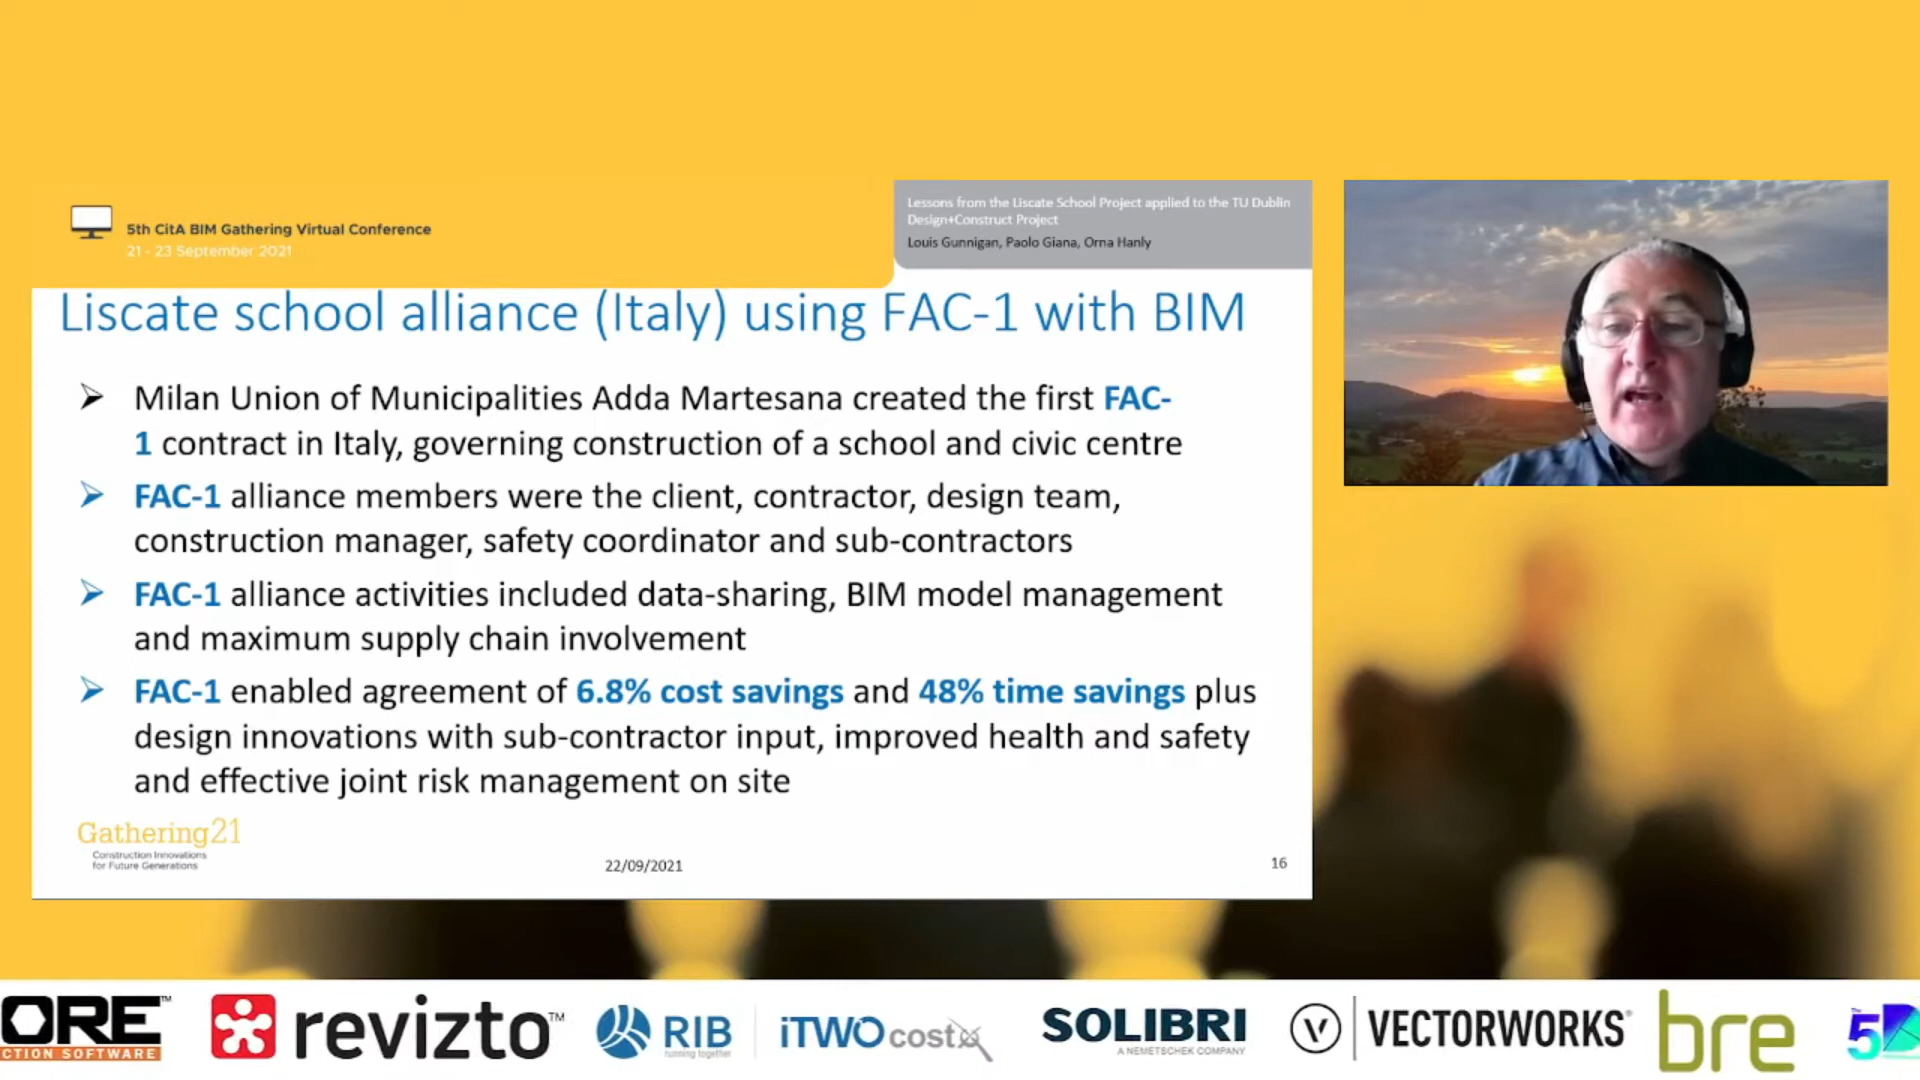 5th CitA BIM Gathering Virtual Conference
21 - 23 September 2021
Lessons from the Liscate School Project applied to the TU Dublin
Design+Construct Project
Louis Gunnigan, Paolo Giana, Orna Hanly
Liscate school alliance (Italy) using FAC-1 with BIM
Milan Union of Municipalities Adda Martesana created the first FAC-
1 contract in Italy, governing construction of a school and civic centre
FAC-1 alliance members were the client, contractor, design team,
construction manager, safety coordinator and sub-contractors
FAC-1 alliance activities included data-sharing, BIM model management
and maximum supply chain involvement
FAC-1 enabled agreement of 6.8% cost savings and 48% time savings plus
design innovations with sub-contractor input, improved health and safety
and effective joint risk management on site
Gathering21
Construction Innovations
for Future Generations
22/09/2021
16
ORE™
CTION SOFTWARE
revizto™
RIB
running together
iTWO costX
SOLIBRI
A NEMETSCHEK COMPANY
V VECTORWORKS®
bre
The
5D